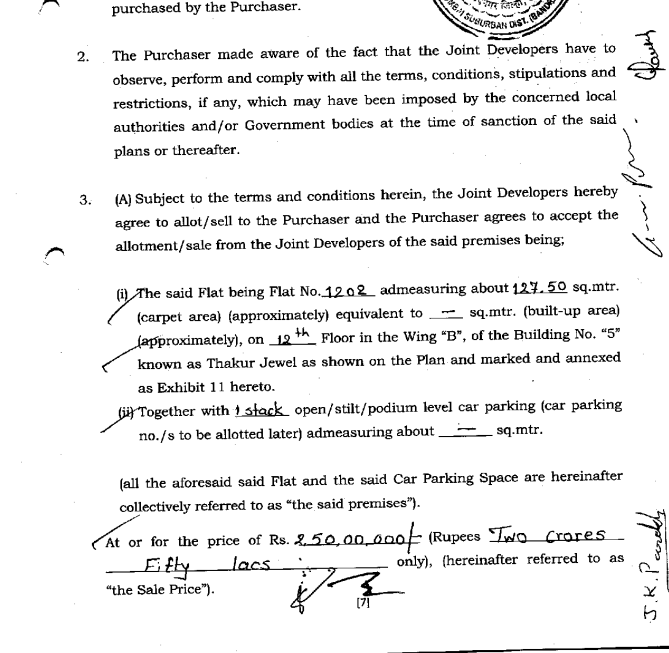 purchased by the Purchaser.
SUBURBAN DIST. (BANDRA
2. The Purchaser made aware of the fact that the Joint Developers have to
observe, perform and comply with all the terms, conditions, stipulations and
restrictions, if any, which may have been imposed by the concerned local
authorities and/or Government bodies at the time of sanction of the said
plans or thereafter.
3. (A) Subject to the terms and conditions herein, the Joint Developers hereby
agree to allot/sell to the Purchaser and the Purchaser agrees to accept the
allotment/sale from the Joint Developers of the said premises being;
(i) The said Flat being Flat No. 1202 admeasuring about 127.50 sq.mtr.
(carpet area) (approximately) equivalent to — sq.mtr. (built-up area)
(approximately), on 12th Floor in the Wing “B”, of the Building No. “5”
known as Thakur Jewel as shown on the Plan and marked and annexed
as Exhibit 11 hereto.
(ii) Together with 1 stack open/stilt/podium level car parking (car parking
no./s to be allotted later) admeasuring about — sq.mtr.
(all the aforesaid said Flat and the said Car Parking Space are hereinafter
collectively referred to as “the said premises”).
At or for the price of Rs. 2,50,00,000/- (Rupees Two crores
Fifty lacs only), (hereinafter referred to as
“the Sale Price”).
[7]